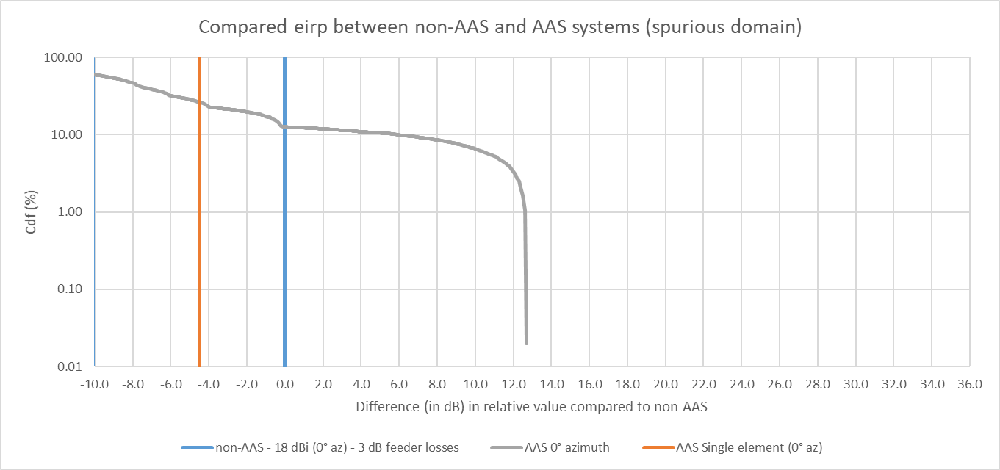 Compared eirp between non-AAS and AAS systems (spurious domain)
100.00
10.00
1.00
0.10
0.01
Cdf (%)
-10.0 -8.0 -6.0 -4.0 -2.0 0.0 2.0 4.0 6.0 8.0 10.0 12.0 14.0 16.0 18.0 20.0 22.0 24.0 26.0 28.0 30.0 32.0 34.0 36.0
Difference (in dB) in relative value compared to non-AAS
non-AAS - 18 dBi (0° az) - 3 dB feeder losses AAS 0° azimuth AAS Single element (0° az)